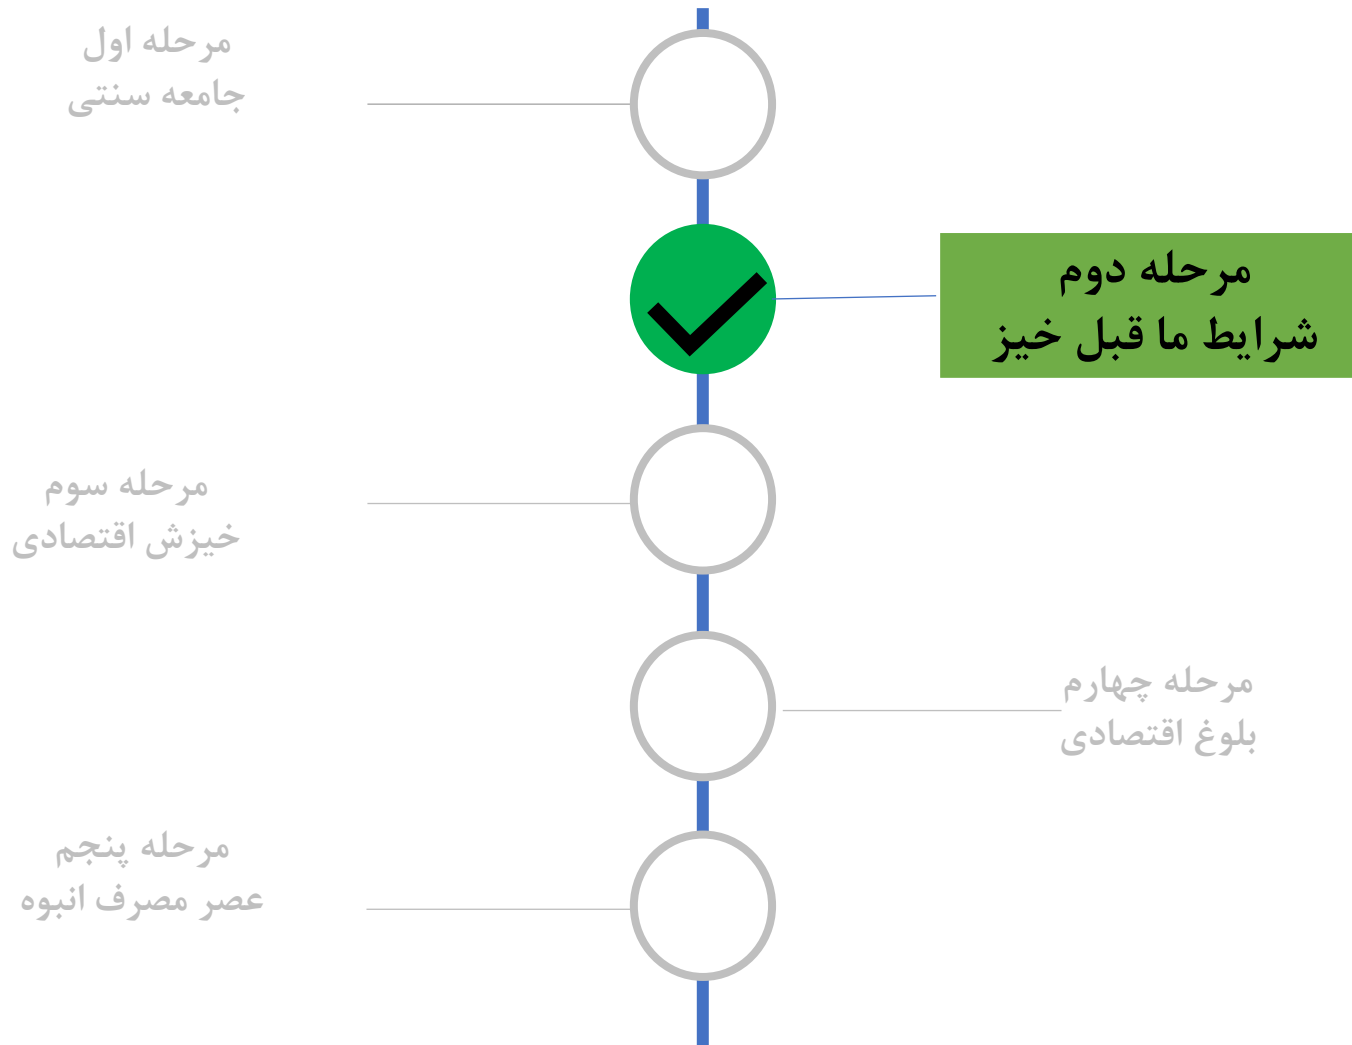 مرحله اول
جامعه سنتی
مرحله دوم
شرایط ما قبل خیز
مرحله سوم
خیزش اقتصادی
مرحله چهارم
بلوغ اقتصادی
مرحله پنجم
عصر مصرف انبوه